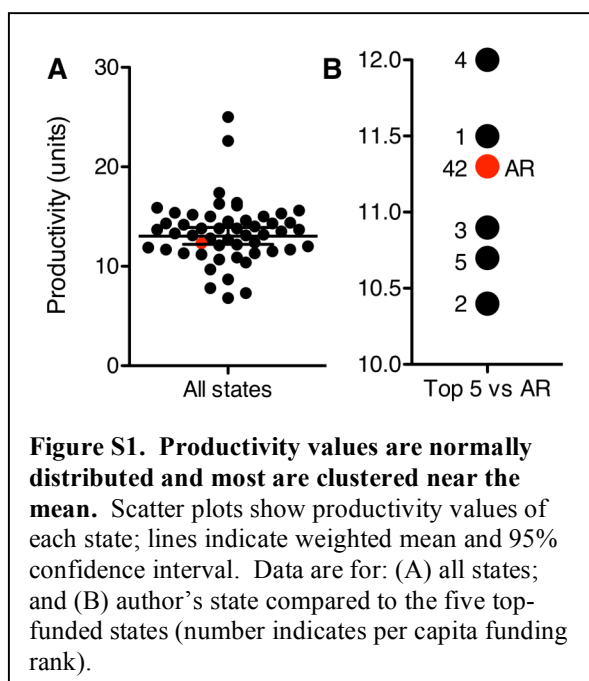 A
B
Productivity (units)
30
20
10
0
All states
12.0
11.5
11.0
10.5
10.0
4
1
42 AR
3
5
2
Top 5 vs AR
Figure S1. Productivity values are normally
distributed and most are clustered near the
mean. Scatter plots show productivity values of
each state; lines indicate weighted mean and 95%
confidence interval. Data are for: (A) all states;
and (B) author's state compared to the five top-
funded states (number indicates per capita funding
rank).